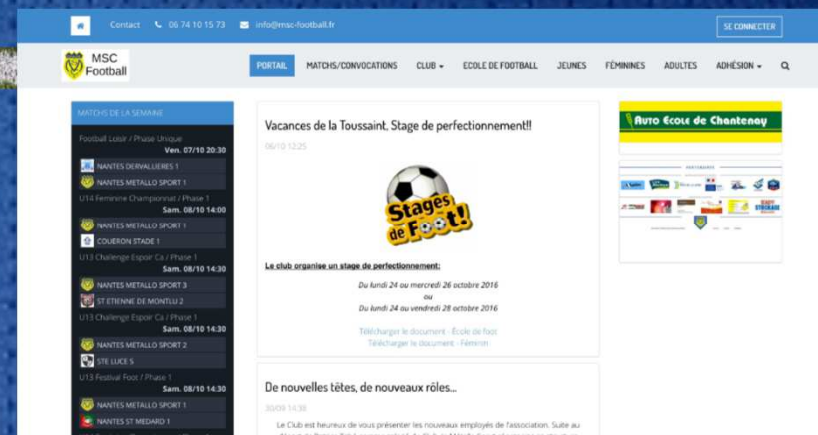 Contact 06 74 10 15 73 info@msc-football.fr SE CONNECTER
MSC
Football
PORTAIL MATCHS/CONVOCATIONS CLUB ECOLE DE FOOTBALL JEUNES FÉMININES ADULTES ADHÉSION
MATCHS DE LA SEMAINE
Football Loisir / Phase Unique
Ven. 07/10 20:30
NANTES DERVALLIERES 1
NANTES METALLO SPORT 1
U14 Feminine Championnat / Phase 1
Sam. 08/10 14:00
NANTES METALLO SPORT 1
COUERON STADE 1
U13 Challenge Espoir Ca / Phase 1
Sam. 08/10 14:30
NANTES METALLO SPORT 3
ST ETIENNE DE MONTLU 2
U13 Challenge Espoir Ca / Phase 1
Sam. 08/10 14:30
NANTES METALLO SPORT 2
STE LUCE 5
U13 Festival Foot / Phase 1
Sam. 08/10 14:30
NANTES METALLO SPORT 1
NANTES ST MEDARD 1
Vacances de la Toussaint, Stage de perfectionnement!!
06/10 12:25
Stages
de Foot!
Le club organise un stage de perfectionnement:
Du lundi 24 au mercredi 26 octobre 2016
ou
Du lundi 24 au vendredi 28 octobre 2016
Télécharger le document - École de foot
Télécharger le document - Féminin
De nouvelles têtes, de nouveaux rôles...
30/09 14:38
Le Club est heureux de vous présenter les nouveaux employés de l'association. Suite au
Auto Ecole de Chantenay
PARTENAIRES